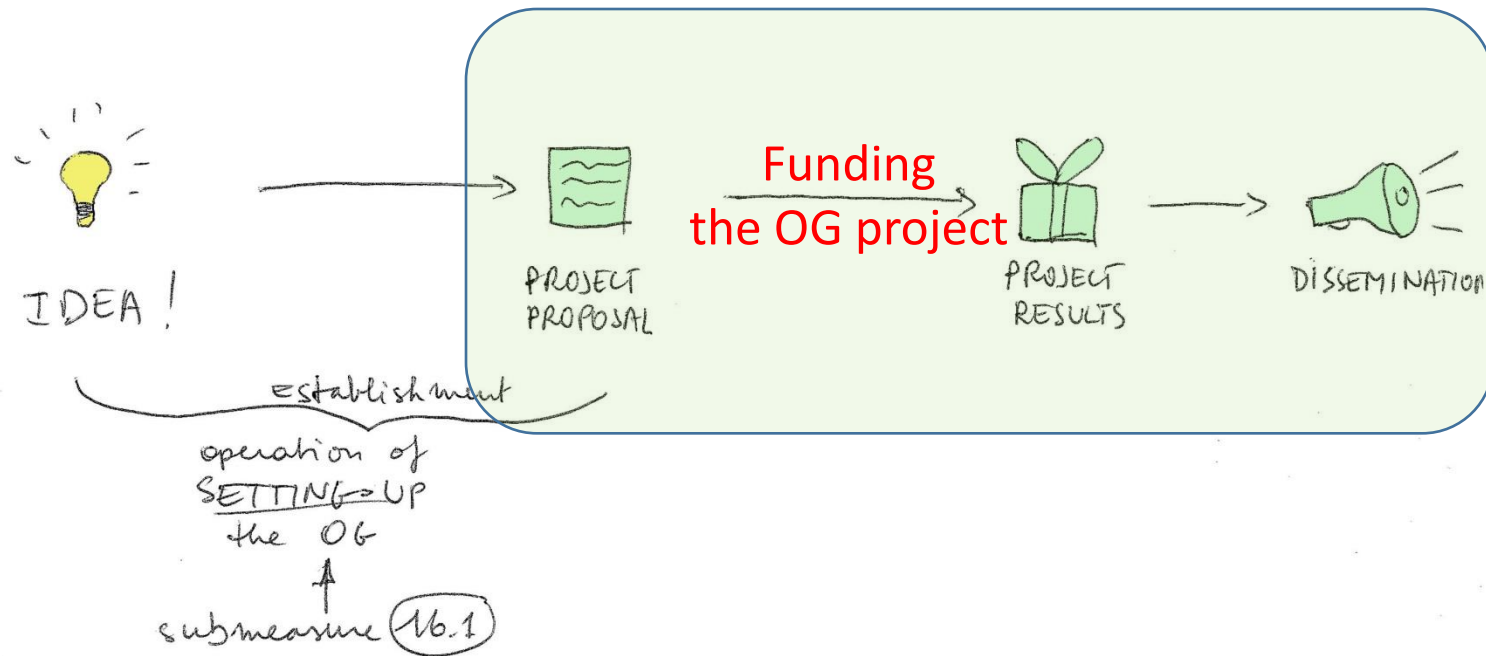 IDEA !
PROJECT
PROPOSAL
Funding
the OG project
PROJECT
RESULTS
DISSEMINATION
Establishment
operation of
SETTING-UP
the OG
submeasure 16.1